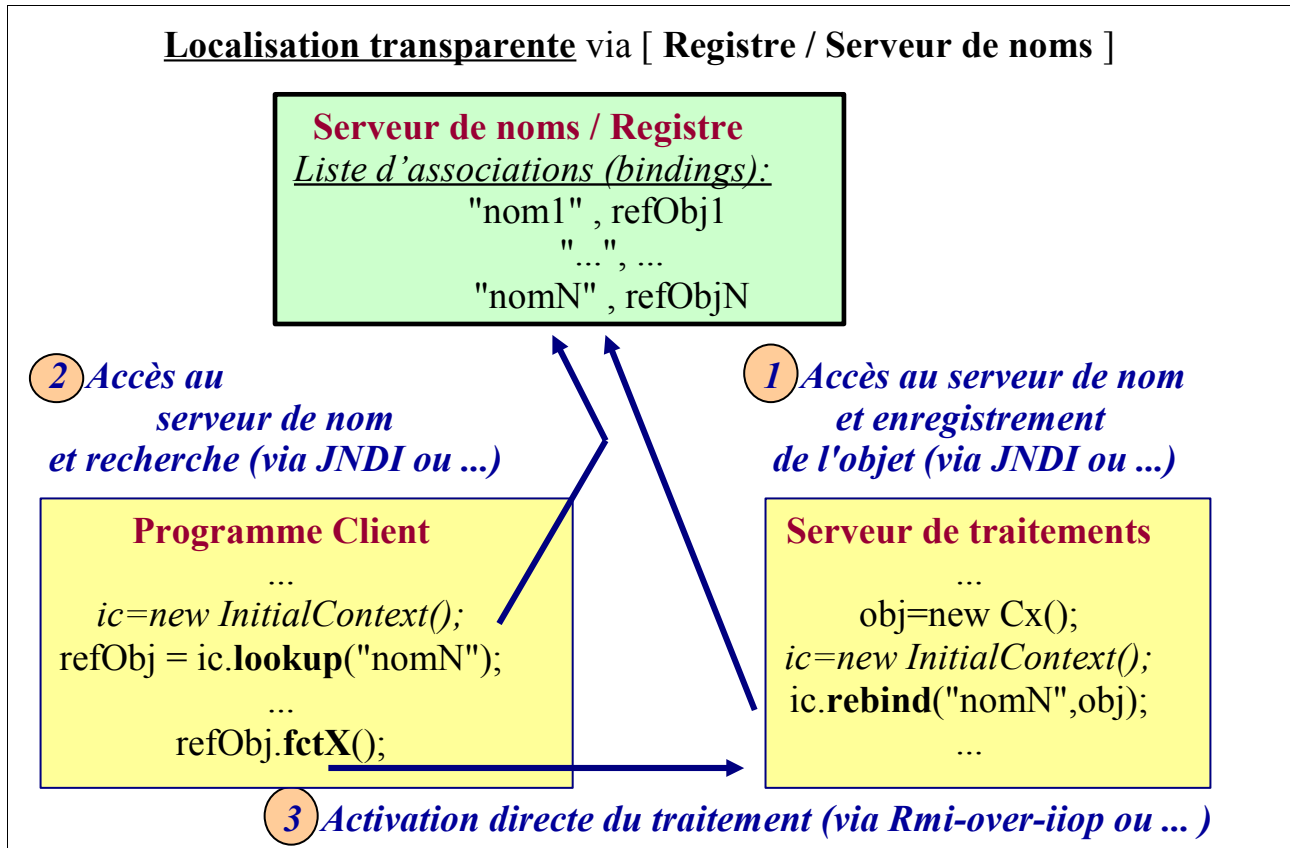 Localisation transparente via [ Registre / Serveur de noms ]
Serveur de noms / Registre
Liste d’associations (bindings):
"nom1" , refObj1
"...", ...
"nomN" , refObjN
2 Accès au
serveur de nom
et recherche (via JNDI ou ...)
1 Accès au serveur de nom
et enregistrement
de l'objet (via JNDI ou ...)
Programme Client
...
ic=new InitialContext();
refObj = ic.lookup("nomN");
...
refObj.fctX();
Serveur de traitements
...
obj=new Cx();
ic=new InitialContext();
ic.rebind("nomN",obj);
...
3 Activation directe du traitement (via Rmi-over-iiop ou ... )